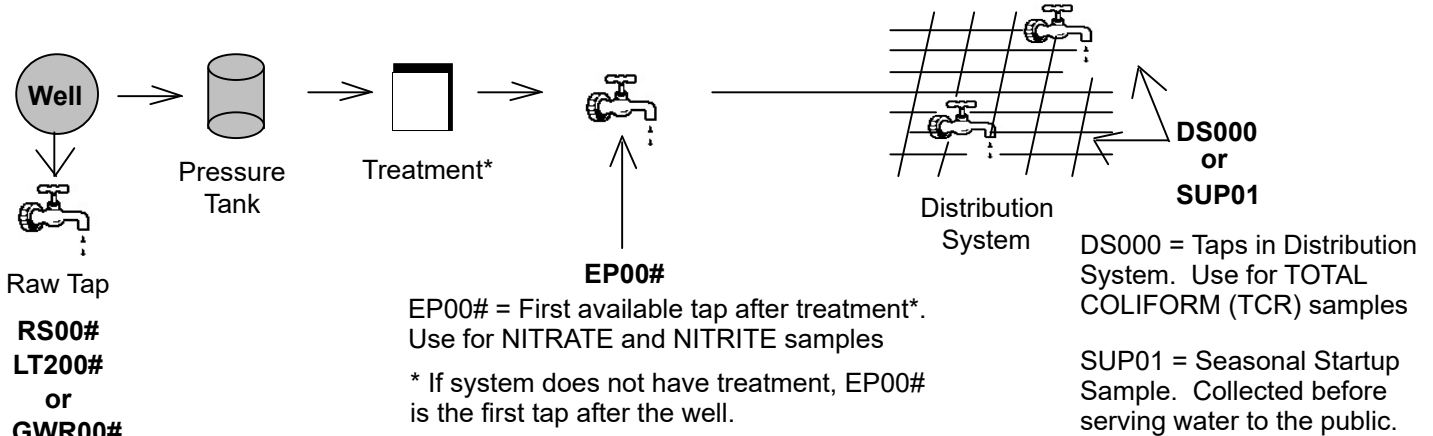 Well
Pressure
Tank
Treatment*
Raw Tap
RS00#
LT200#
or
GWR00#
EP00#
EP00# = First available tap after treatment*.
Use for NITRATE and NITRITE samples
* If system does not have treatment, EP00#
is the first tap after the well.
Distribution
System
DS000
or
SUP01
DS000 = Taps in Distribution
System. Use for TOTAL
COLIFORM (TCR) samples
SUP01 = Seasonal Startup
Sample. Collected before
serving water to the public.